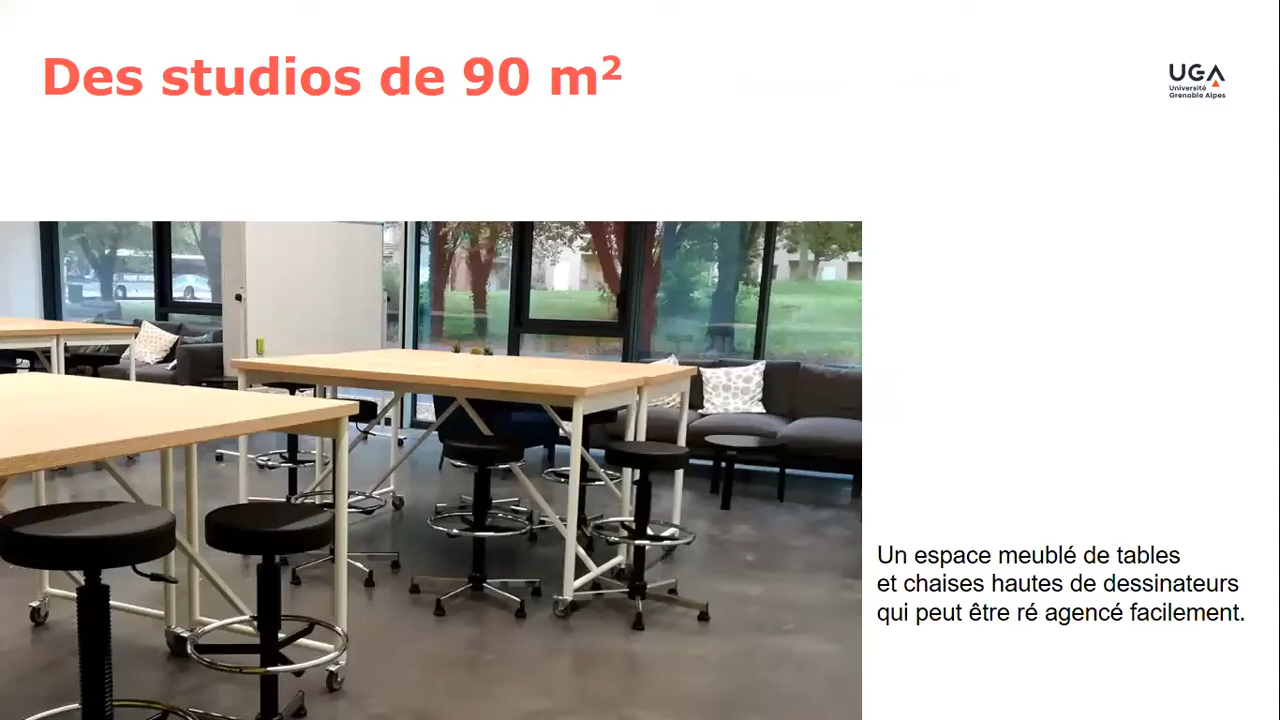 Des studios de 90 m²
UGA
Université
Grenoble Alpes
Un espace meublé de tables
et chaises hautes de dessinateurs
qui peut être ré agencé facilement.